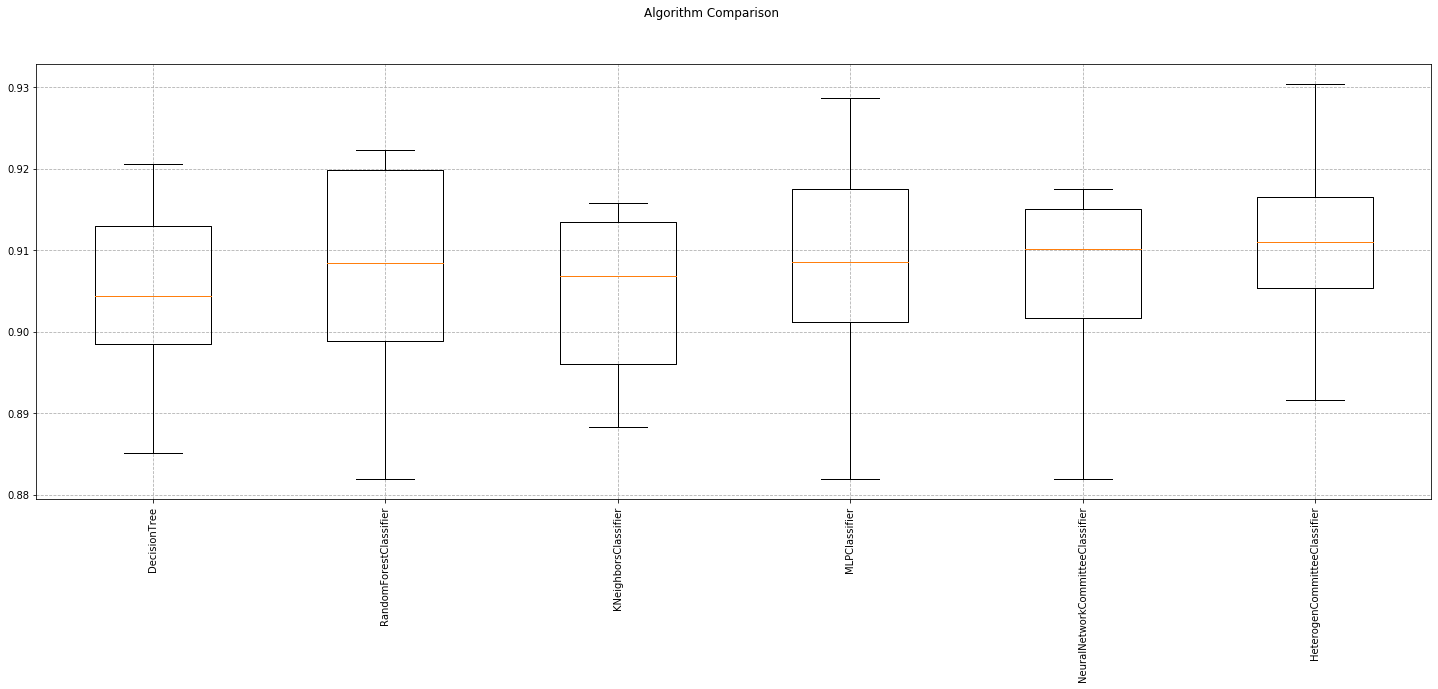 Algorithm Comparison
0.93
0.92
0.91
0.90
0.89
0.88
DecisionTree
RandomForestClassifier
KNeighborsClassifier
MLPClassifier
NeuralNetworkCommitteeClassifier
HeterogenCommitteeClassifier